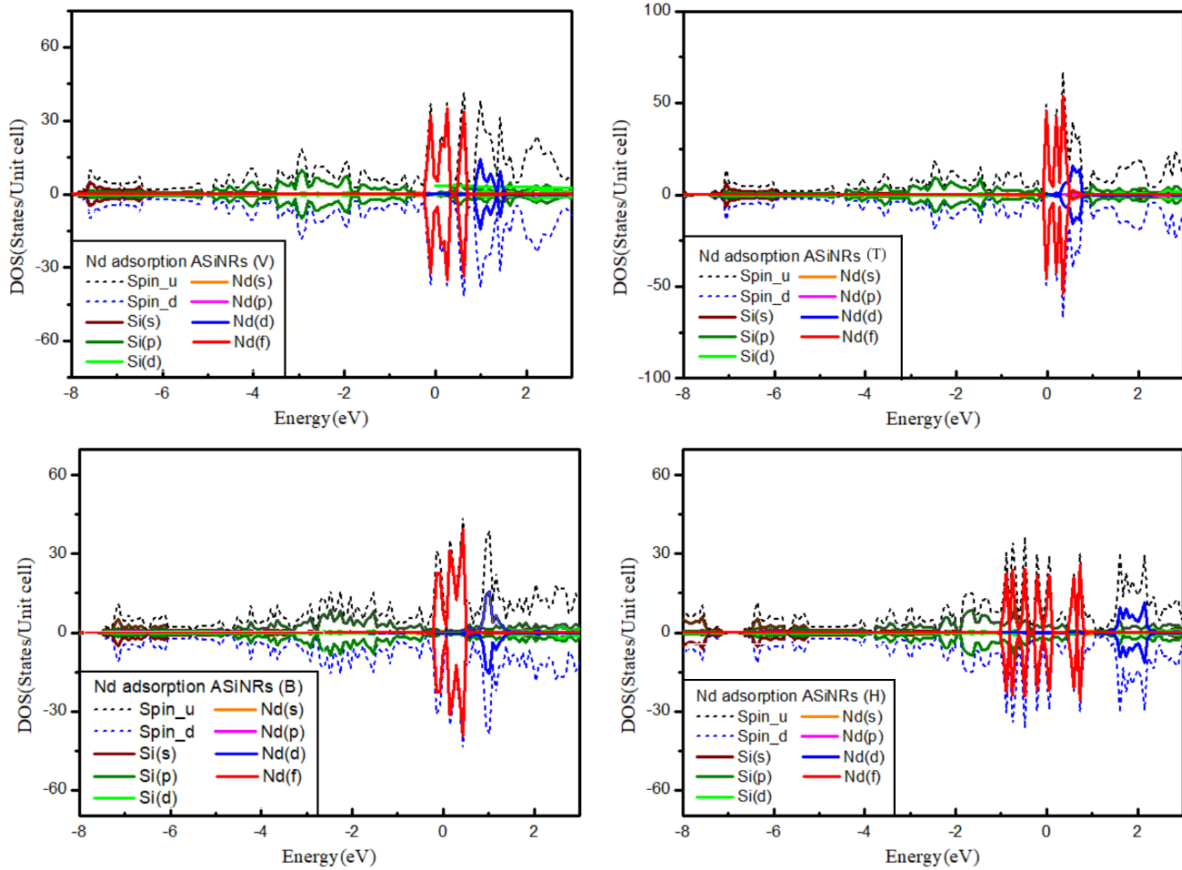 60
30
0
-30
-60
DOS(States/Unit cell)
Nd adsorption ASiNRs (V)
Spin_u Nd(s)
Spin_d Nd(p)
Si(s) Nd(d)
Si(p) Nd(f)
Si(d)
-8 -6 -4 -2 0 2
Energy(eV)
100
50
0
-50
-100
DOS(States/Unit cell)
Nd adsorption ASiNRs (T)
Spin_u Nd(s)
Spin_d Nd(p)
Si(s) Nd(d)
Si(p) Nd(f)
Si(d)
-8 -6 -4 -2 0 2
Energy(eV)
60
30
0
-30
-60
DOS(States/Unit cell)
Nd adsorption ASiNRs (B)
Spin_u Nd(s)
Spin_d Nd(p)
Si(s) Nd(d)
Si(p) Nd(f)
Si(d)
-8 -6 -4 -2 0 2
Energy(eV)
60
30
0
-30
-60
DOS(States/Unit cell)
Nd adsorption ASiNRs (H)
Spin_u Nd(s)
Spin_d Nd(p)
Si(s) Nd(d)
Si(p) Nd(f)
Si(d)
-8 -6 -4 -2 0 2
Energy(eV)